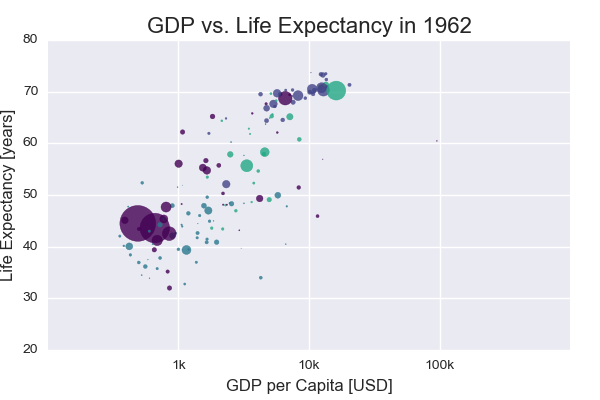 GDP vs. Life Expectancy in 1962
80
70
60
50
40
30
20
Life Expectancy [years]
1k
10k
100k
GDP per Capita [USD]